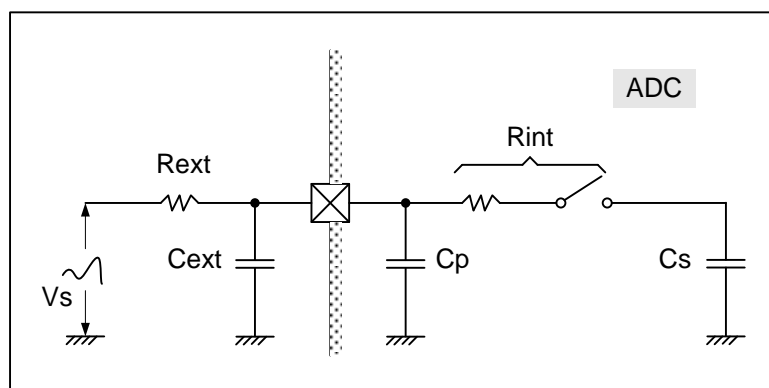 ADC
Rint
Rext
Cext
Cp
Cs
Vs